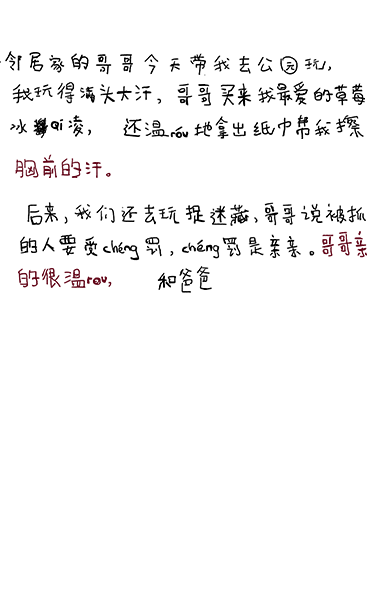 邻居家的哥哥今天带我去公园玩,
我玩得满头大汗,哥哥买来我最爱的草莓
冰qi凌,还温róu地拿出纸巾帮我擦
胸前的汗。
后来,我们还去玩捉迷藏,哥哥说被抓
的人要受chéng罚,chéng罚是亲亲。哥哥亲
的很温rou,和爸爸